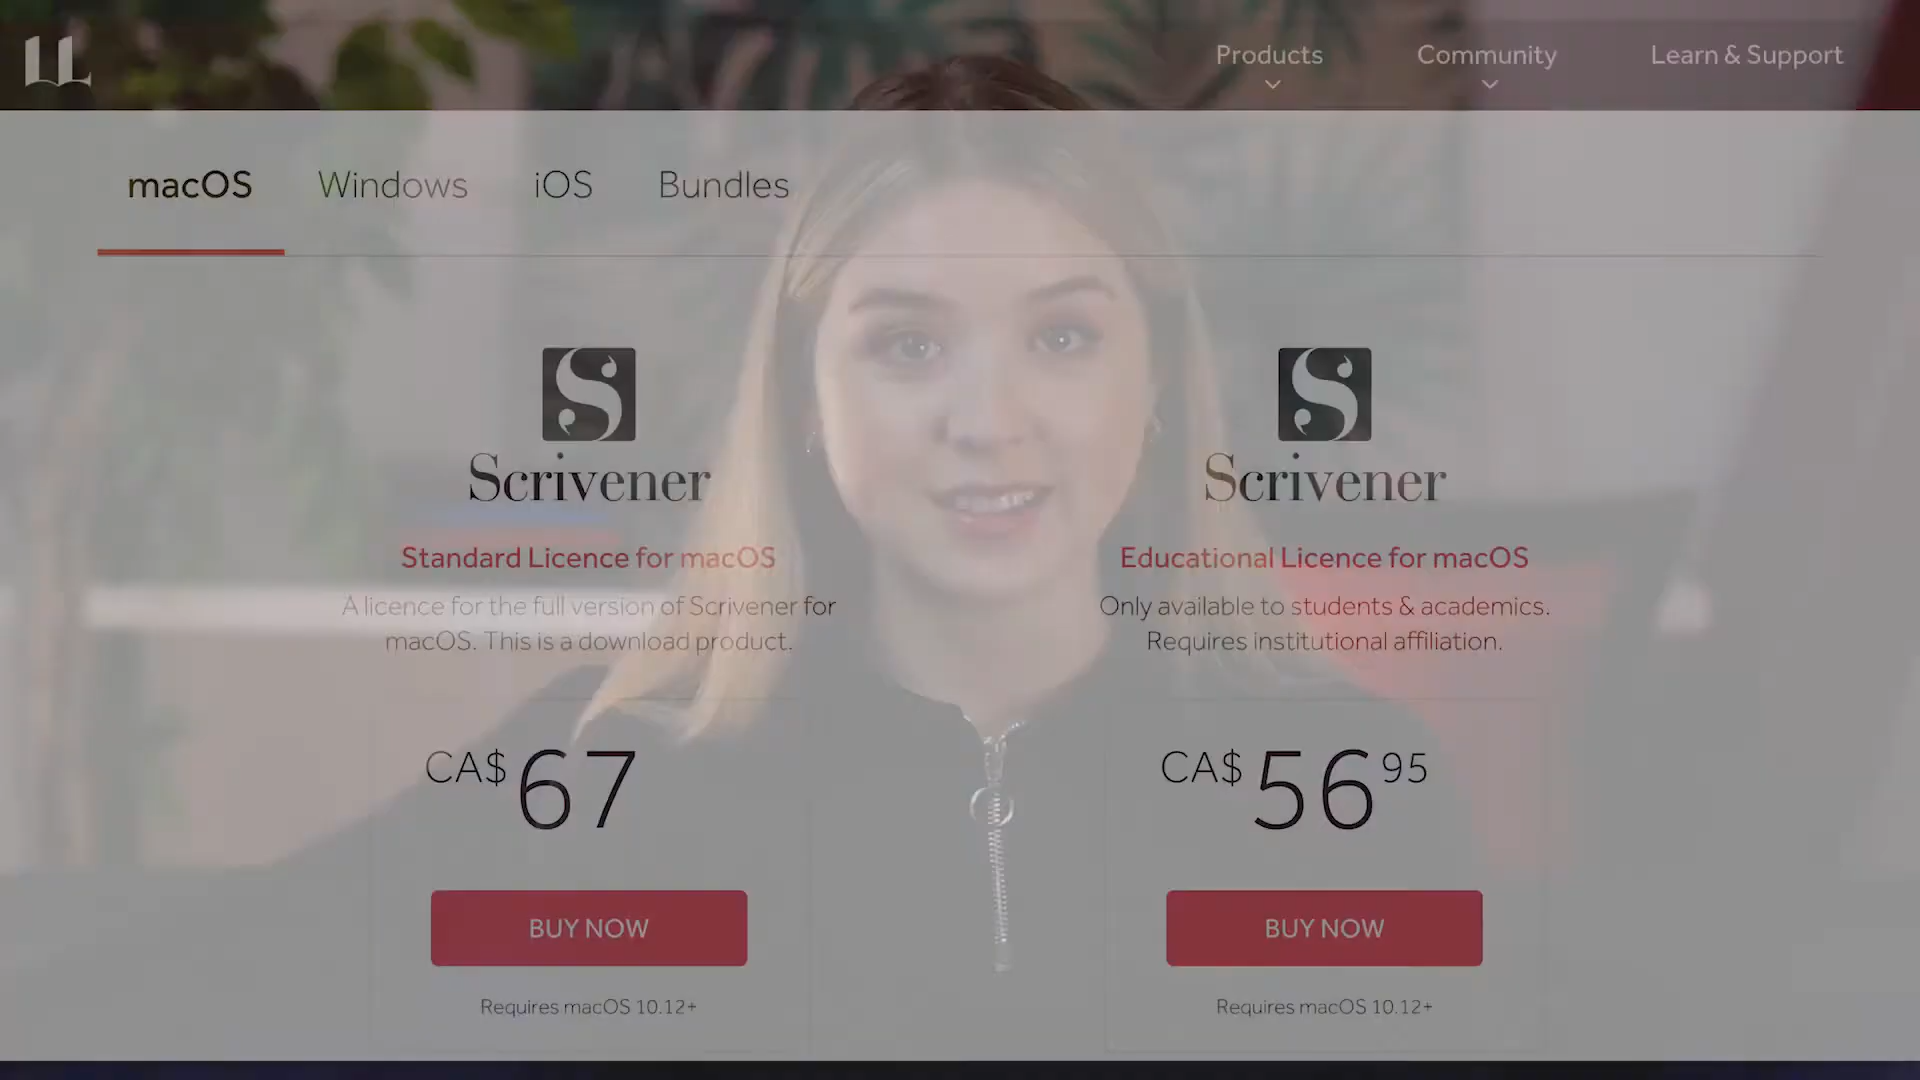 LL
Products
Community
Learn & Support
macOS
Windows
iOS
Bundles
Scrivener
Standard Licence for macOS
A licence for the full version of Scrivener for
macOS. This is a download product.
CA$67
BUY NOW
Requires macOS 10.12+
Scrivener
Educational Licence for macOS
Only available to students & academics.
Requires institutional affiliation.
CA$56 95
BUY NOW
Requires macOS 10.12+